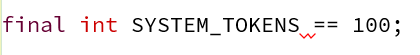 final int SYSTEM_TOKENS == 100;